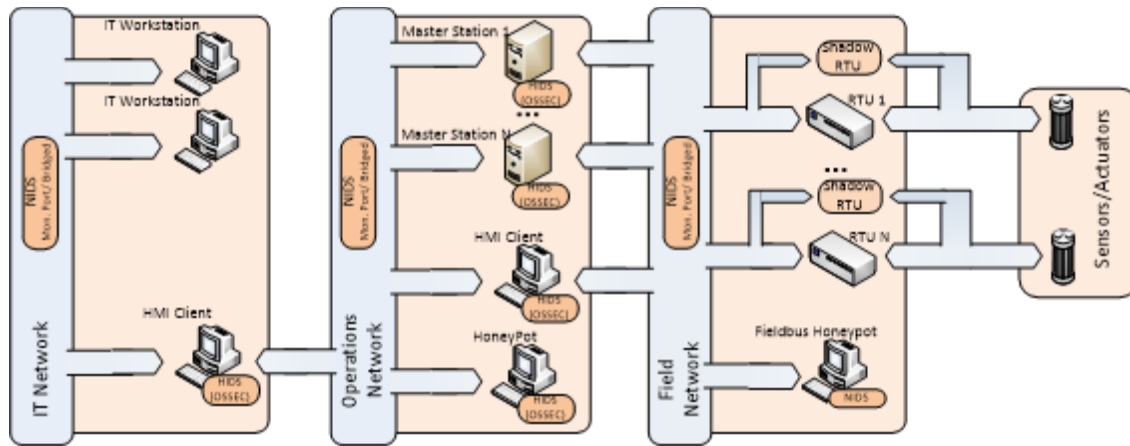 IT Workstation
IT Workstation
NIDS
Mon. Port/ Bridged
HMI Client
HIDS
(OSSEC)
IT Network
Master Station 1
HIDS
(OSSEC)
...
Master Station N
HIDS
(OSSEC)
NIDS
Mon. Port/ Bridged
HMI Client
HIDS
(OSSEC)
HoneyPot
HIDS
(OSSEC)
Operations
Network
Shadow
RTU
RTU 1
...
Shadow
RTU
RTU N
NIDS
Mon. Port/ Bridged
Fieldbus Honeypot
NIDS
Field
Network
Sensors/Actuators